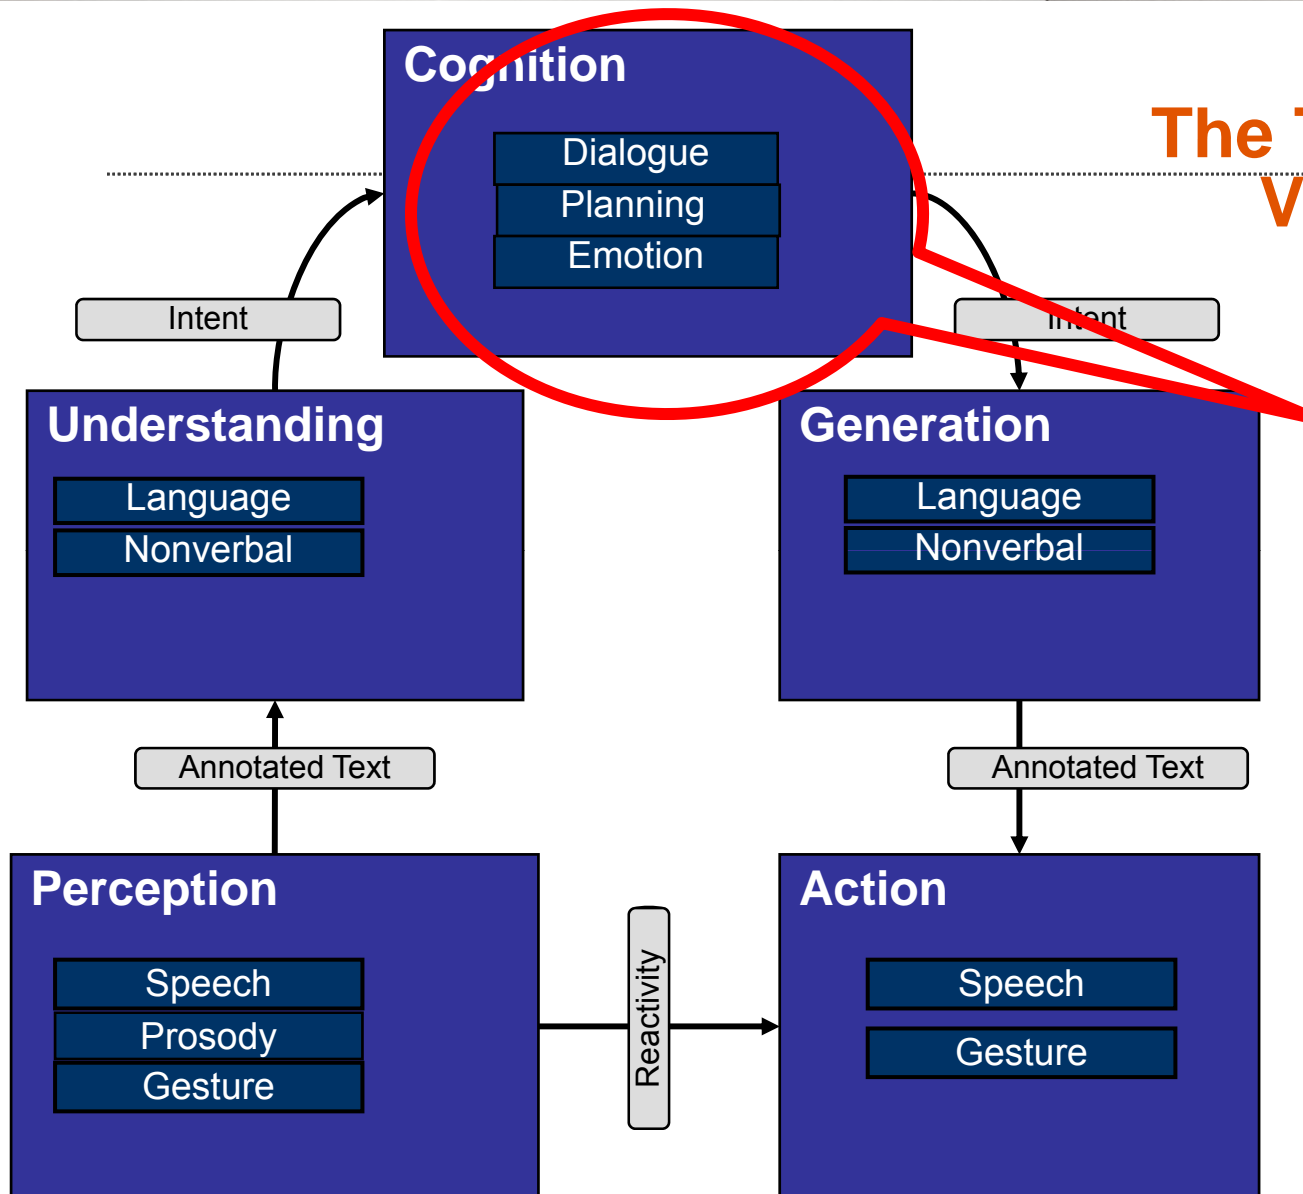 Cognition
The
V
Dialogue
Planning
Emotion
Intent
Intent
Understanding
Language
Nonverbal
Generation
Language
Nonverbal
Annotated Text
Annotated Text
Perception
Speech
Prosody
Gesture
Reactivity
Action
Speech
Gesture